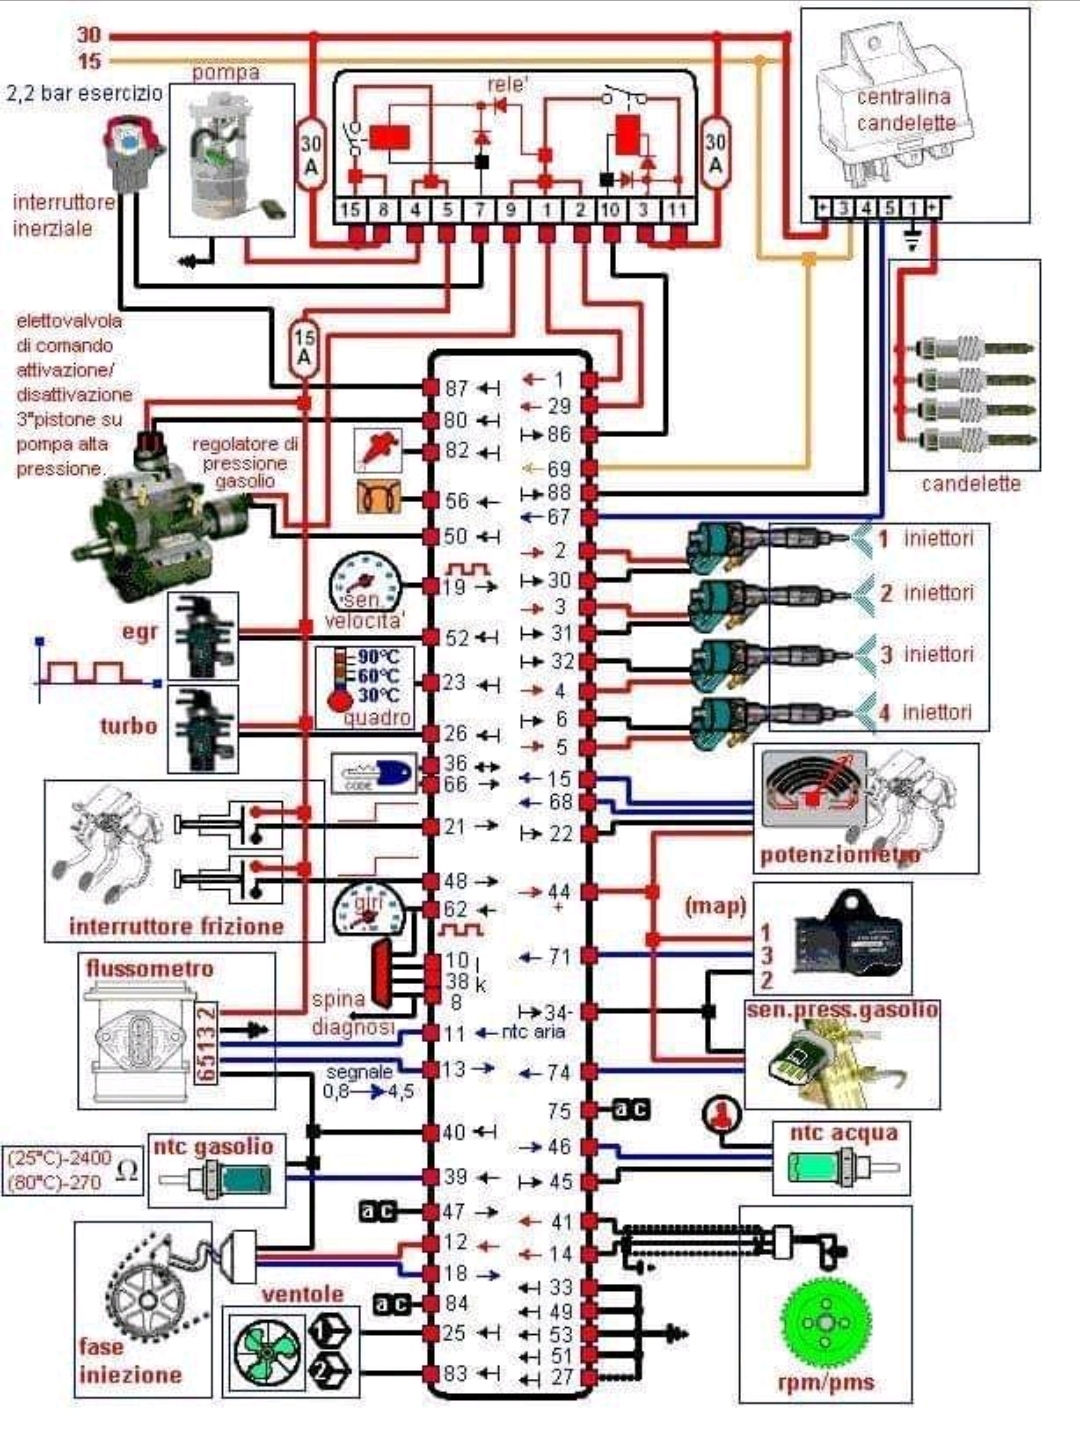 30
15
pompa
2,2 bar esercizio
interruttore
inerziale
30
A
rele'
30
A
15 8 4 5 7 9 1 2 10 3 11
centralina
candelette
+ 3 4 5 1 +
candelette
elettovalvola
di comando
attivazione/
disattivazione
3°pistone su
pompa alta
pressione.
15
A
regolatore di
pressione
gasolio
87
80
82
56
50
19
52
23
26
36
66
21
48
62
10 l
38 k
8
11 ntc aria
13
40
39
47
12
18
84
25
83
1
29
86
69
88
67
2
30
3
31
32
4
6
5
15
68
22
44
+
71
34-
74
75
46
45
41
14
33
49
53
51
27
sen.
velocita'
egr
90°C
60°C
30°C
quadro
turbo
CODE
interruttore frizione
giri
flussometro
6 5 1 3 2
spina
diagnosi
segnale
0,8 4,5
(25°C)-2400
(80°C)-270
Ω
ntc gasolio
ac
ac
fase
iniezione
ventole
1
2
1 iniettori
2 iniettori
3 iniettori
4 iniettori
potenziometro
(map)
1
3
2
sen.press.gasolio
ac
ntc acqua
rpm/pms